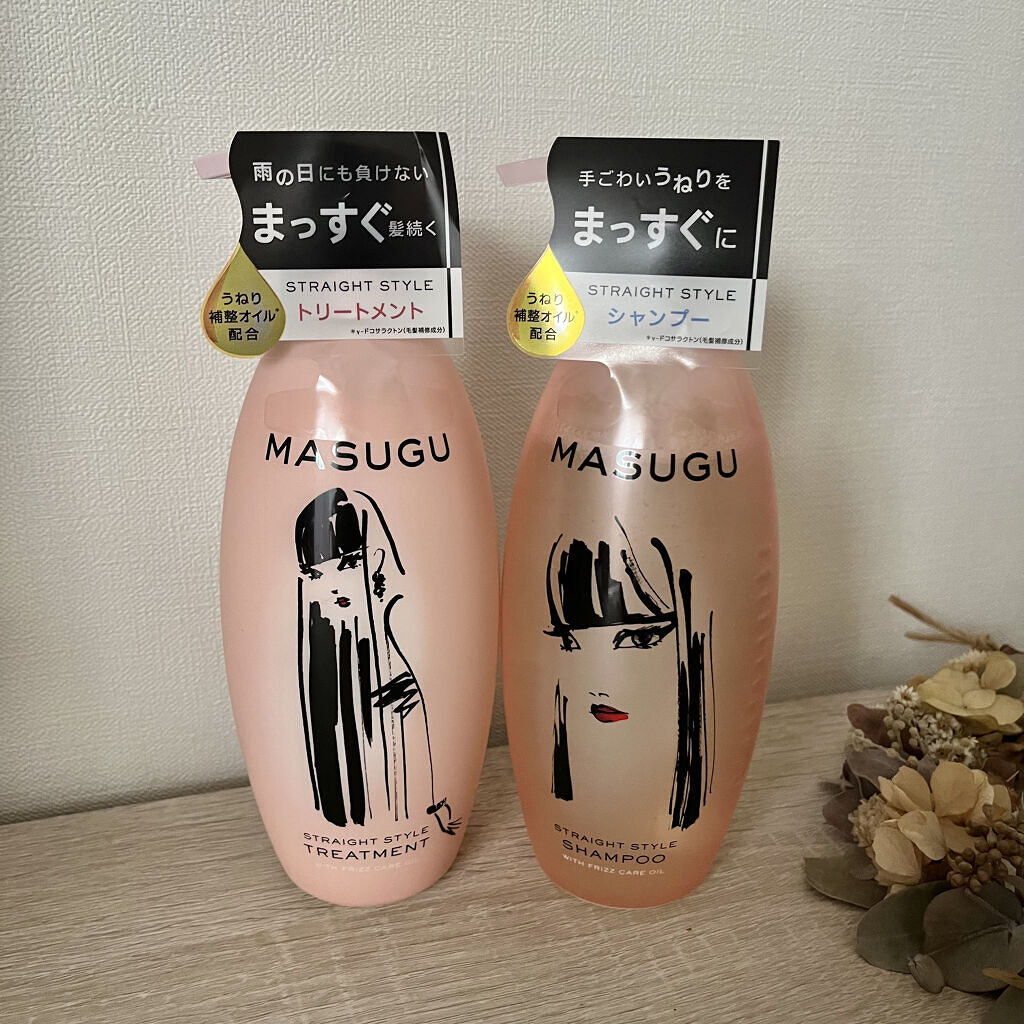 雨の日にも負けない
まっすぐ髪続く
うねり
補整オイル*
配合
STRAIGHT STYLE
トリートメント
*γ-ドコサラクトン(毛髪補修成分)
MASUGU
STRAIGHT STYLE
TREATMENT
WITH FRIZZ CARE OIL
手ごわいうねりを
まっすぐに
うねり
補整オイル*
配合
STRAIGHT STYLE
シャンプー
*γ-ドコサラクトン(毛髪補修成分)
MASUGU
STRAIGHT STYLE
SHAMPOO
WITH FRIZZ CARE OIL